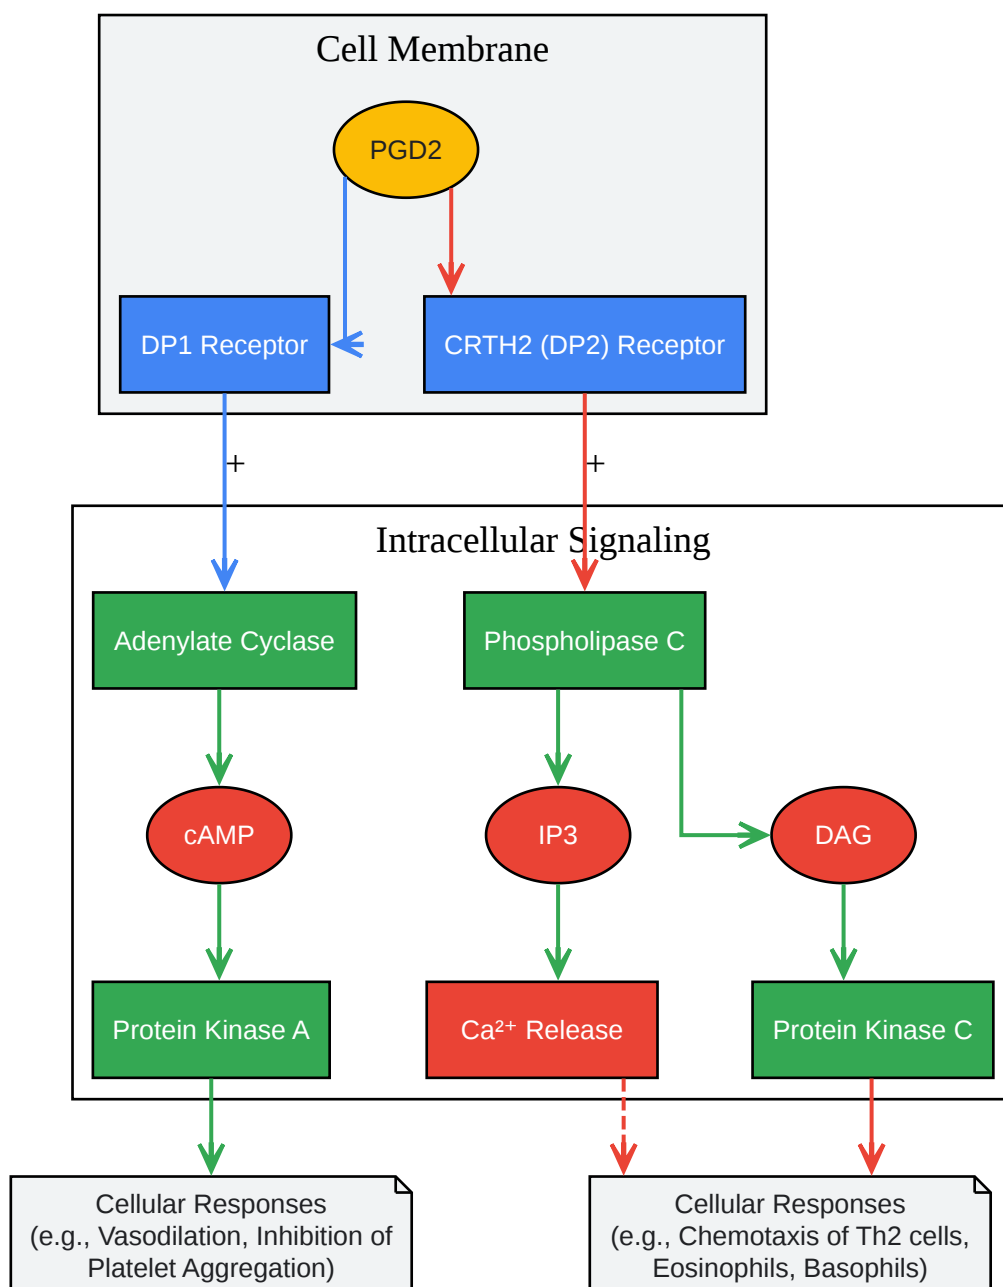 Cell Membrane
PGD2
DP1 Receptor
CRTH2 (DP2) Receptor
+
+
Intracellular Signaling
Adenylate Cyclase
Phospholipase C
cAMP
IP3
DAG
Protein Kinase A
Ca²⁺ Release
Protein Kinase C
Cellular Responses
(e.g., Vasodilation, Inhibition of
Platelet Aggregation)
Cellular Responses
(e.g., Chemotaxis of Th2 cells,
Eosinophils, Basophils)